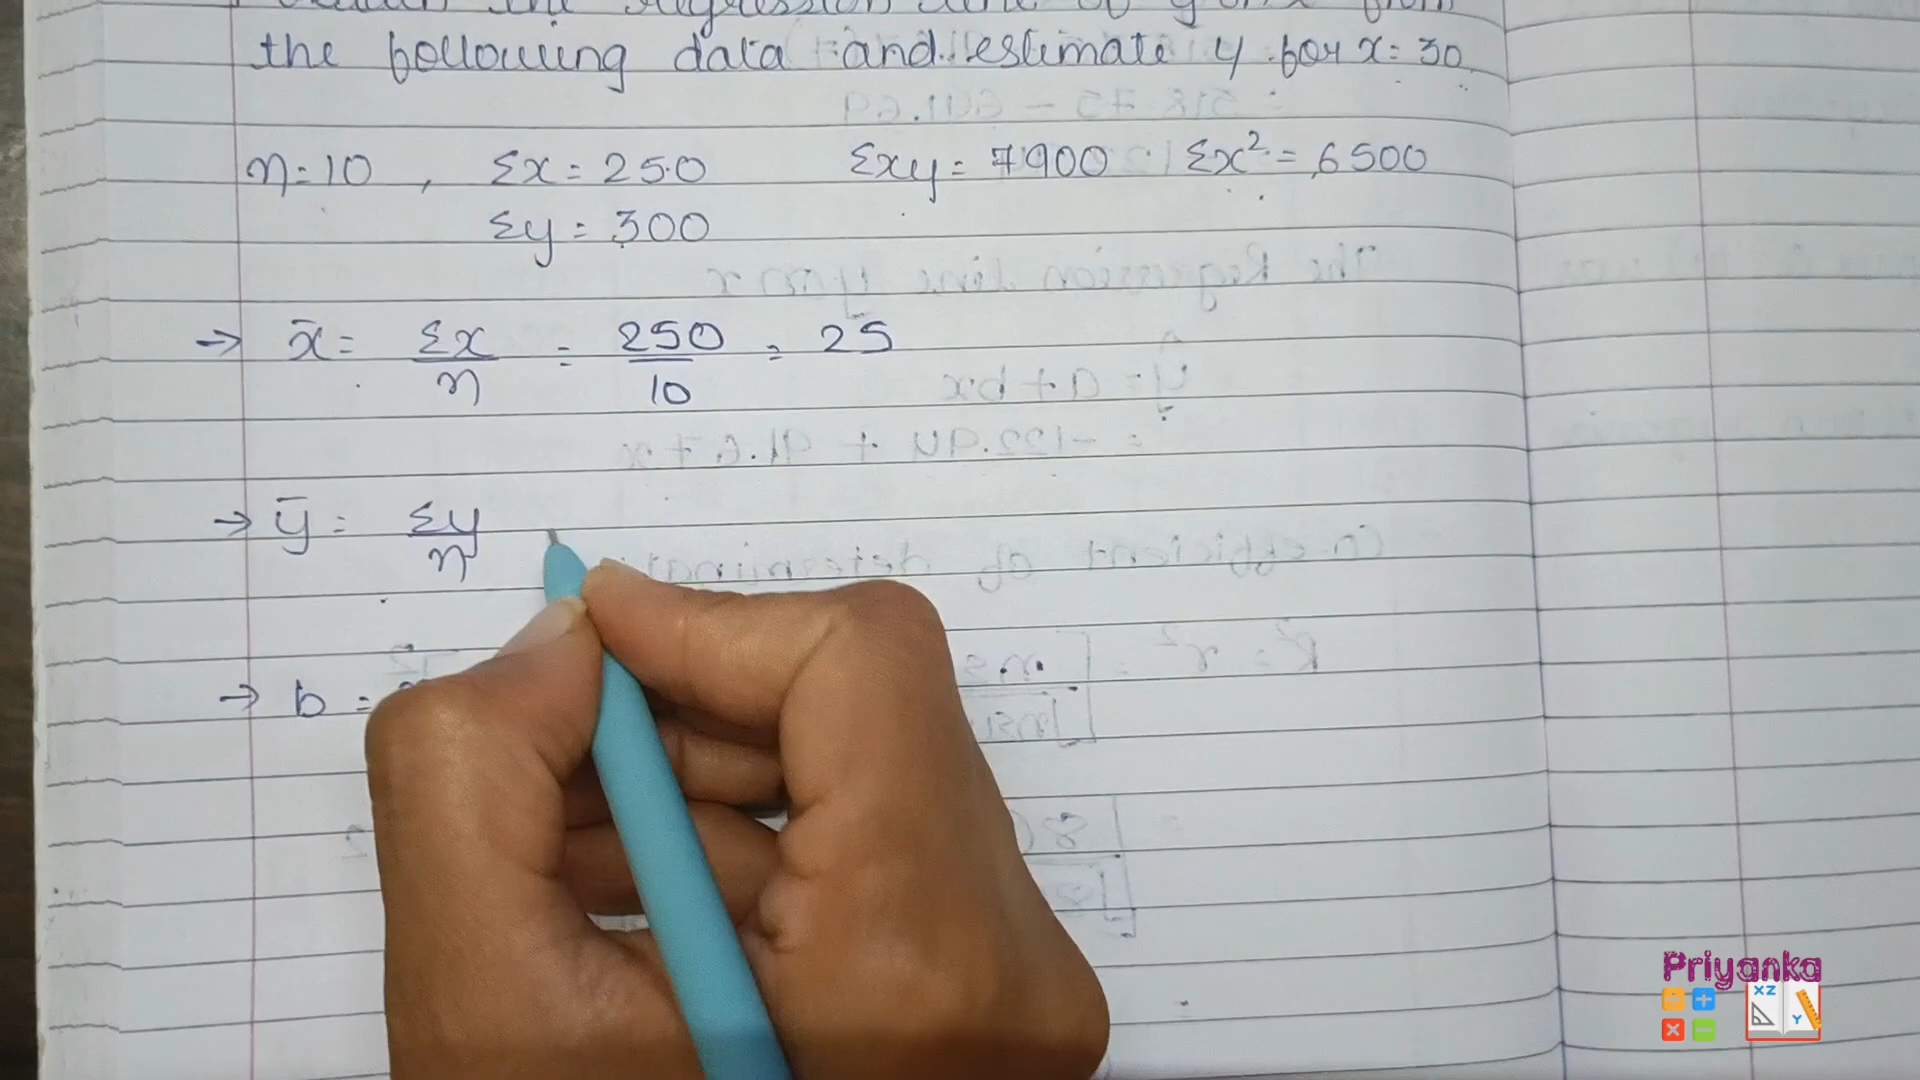 the following data and estimate y for x = 30
n = 10 , Σx = 250 Σxy = 7900 Σx² = 6500
Σy = 300
→ x̄ = Σx/n = 250/10 = 25
→ ȳ = Σy/n
→ b =
Priyanka
XZ
Y